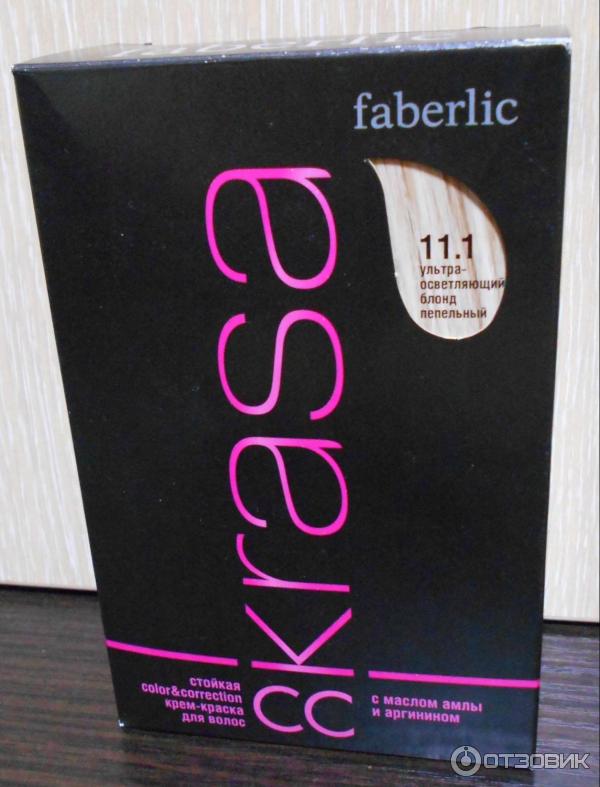 faberlic
11.1
ультра-
осветляющий
блонд
пепельный
krasa
CC
стойкая
color&correction
крем-краска
для волос
с маслом амлы
и аргинином
ОТЗОВИК